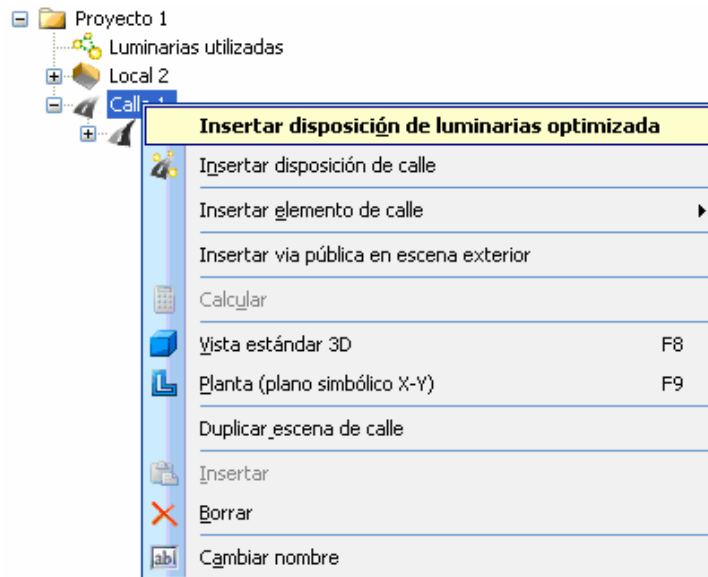 Proyecto 1
Luminarias utilizadas
Local 2
Calle 1
Insertar disposición de luminarias optimizada
Insertar disposición de calle
Insertar elemento de calle
Insertar via pública en escena exterior
Calcular
Vista estándar 3D F8
Planta (plano simbólico X-Y) F9
Duplicar escena de calle
Insertar
Borrar
abl Cambiar nombre